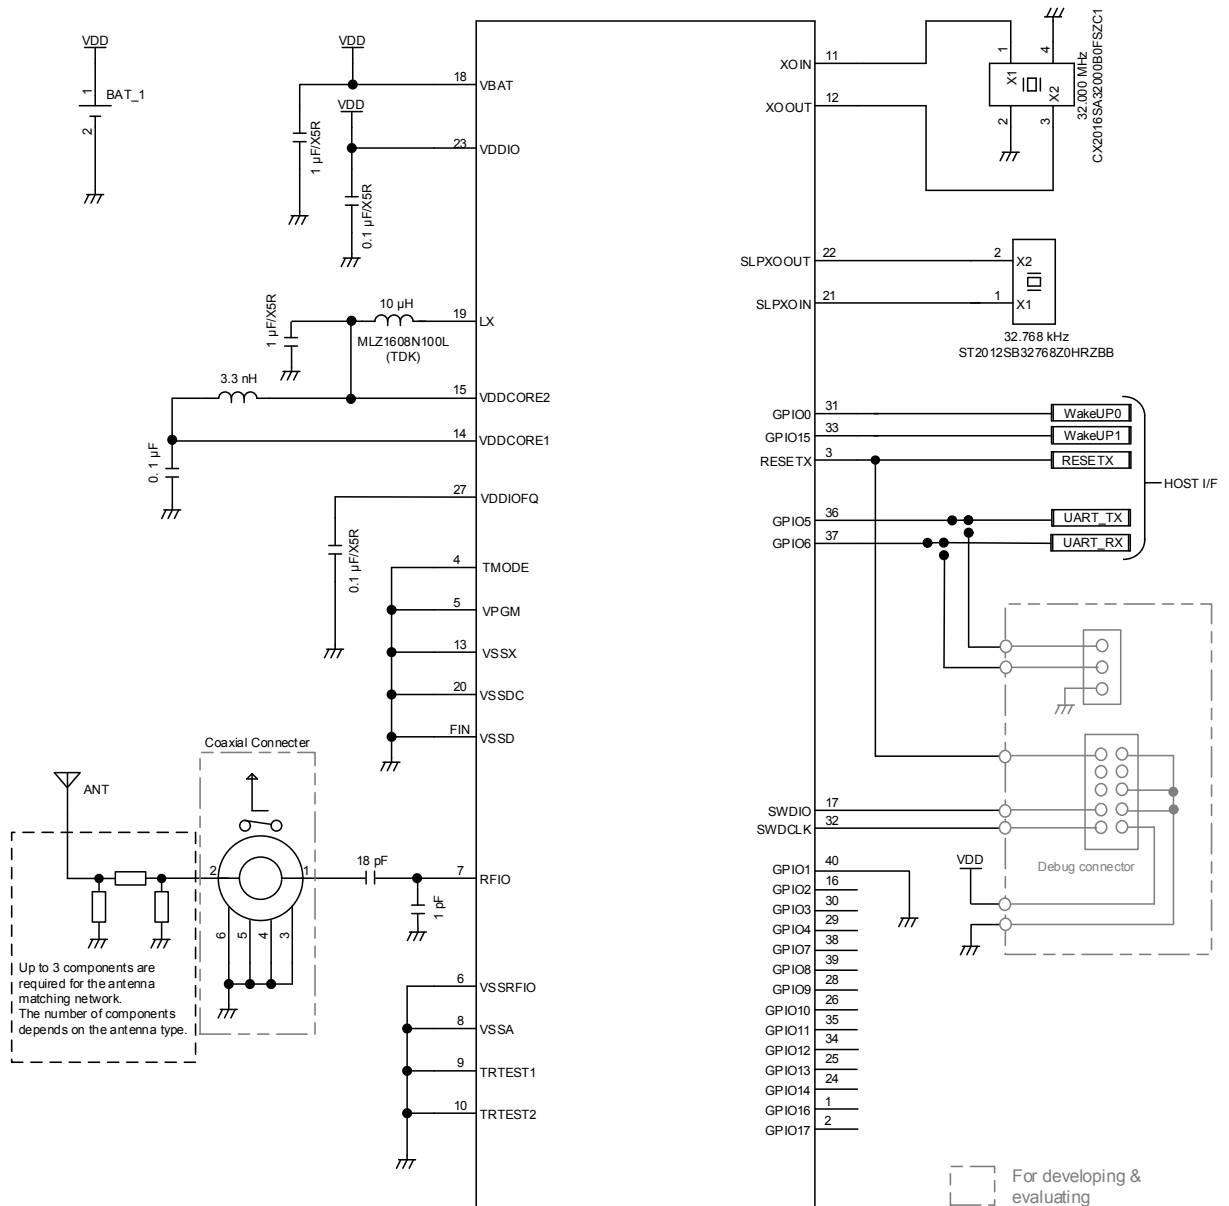 VDD
1
BAT_1
2
VDD
18
VBAT
1 µF/X5R
VDD
23
VDDIO
0.1 µF/X5R
10 µH
19
LX
1 µF/X5R
MLZ1608N100L
(TDK)
3.3 nH
15
VDDCORE2
14
VDDCORE1
0.1 µF
27
VDDIOFQ
0.1 µF/X5R
4
TMODE
5
VPGM
13
VSSX
20
VSSDC
FIN
VSSD
Coaxial Connecter
ANT
2
1
6
5
4
3
18 pF
7
RFIO
1 pF
Up to 3 components are
required for the antenna
matching network.
The number of components
depends on the antenna type.
6
VSSRFIO
8
VSSA
9
TRTEST1
10
TRTEST2
XOIN
11
XOOUT
12
1
4
X1
X2
2
3
32.000 MHz
CX2016SA32000B0FSZC1
SLPXOOUT
22
2
X2
SLPXOIN
21
1
X1
32.768 kHz
ST2012SB32768Z0HRZBB
GPIO0
31
WakeUP0
GPIO15
33
WakeUP1
RESETX
3
RESETX
HOST I/F
GPIO5
36
UART_TX
GPIO6
37
UART_RX
SWDIO
17
SWDCLK
32
Debug connector
VDD
GPIO1
40
GPIO2
16
GPIO3
30
GPIO4
29
GPIO7
38
GPIO8
39
GPIO9
28
GPIO10
26
GPIO11
35
GPIO12
34
GPIO13
25
GPIO14
24
GPIO16
1
GPIO17
2
For developing &
evaluating